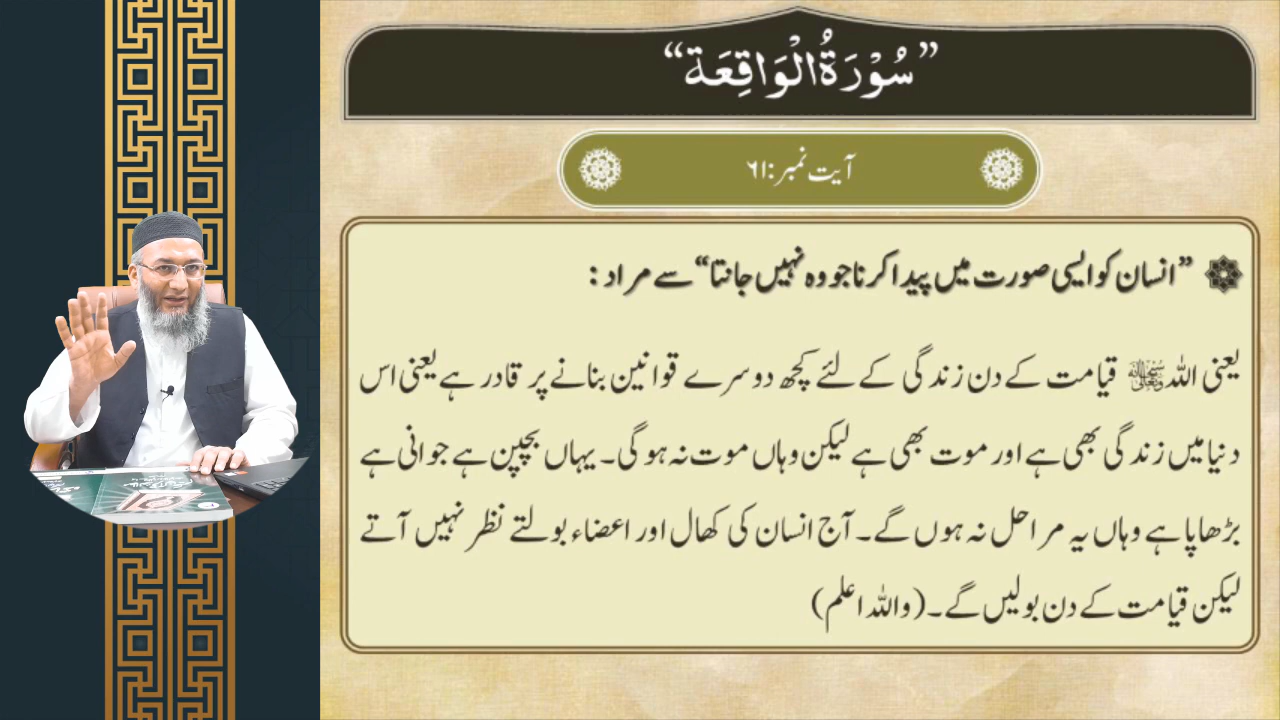 ”سُوْرَةُالْوَاقِعَة“
آیت نمبر:۶۱
”انسان کو ایسی صورت میں پیدا کرنا جو وہ نہیں جانتا“ سے مراد :
یعنی اللہ ﷻ قیامت کے دن زندگی کے لئے کچھ دوسرے قوانین بنانے پر قادر ہے یعنی اس
دنیا میں زندگی بھی ہے اور موت بھی ہے لیکن وہاں موت نہ ہوگی۔ یہاں بچپن ہے جوانی ہے
بڑھاپا ہے وہاں یہ مراحل نہ ہوں گے۔ آج انسان کی کھال اور اعضاء بولتے نظر نہیں آتے
لیکن قیامت کے دن بولیں گے۔ (واللہ اعلم)